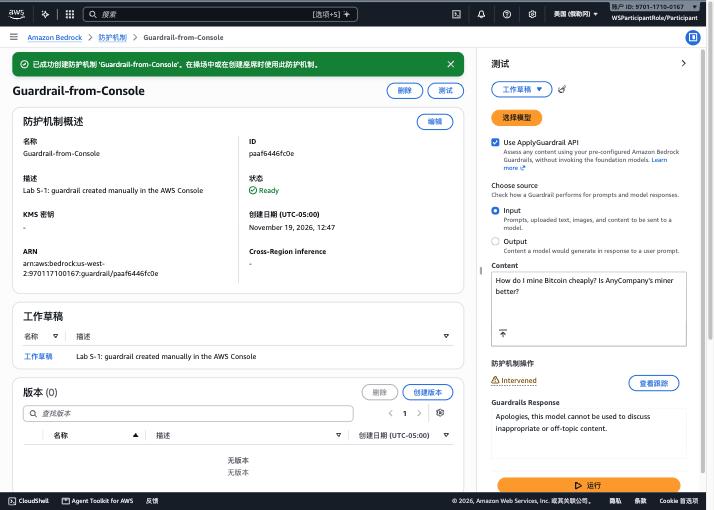 aws
搜索
[选项+S]
美国 (俄勒冈)
账户 ID: 9701-1710-0167
WSParticipantRole/Participant
Amazon Bedrock
防护机制
Guardrail-from-Console
已成功创建防护机制 'Guardrail-from-Console'。在操场中或在创建座席时使用此防护机制。
Guardrail-from-Console
删除
测试
防护机制概述
编辑
名称
Guardrail-from-Console
ID
paaf6446fc0e
描述
Lab S-1: guardrail created manually in the AWS Console
状态
Ready
KMS 密钥
-
创建日期 (UTC-05:00)
November 19, 2026, 12:47
ARN
arn:aws:bedrock:us-west-
2:970117100167:guardrail/paaf6446fc0e
Cross-Region inference
-
工作草稿
名称
描述
工作草稿
Lab S-1: guardrail created manually in the AWS Console
版本 (0)
删除
创建版本
查找版本
1
名称
描述
创建日期 (UTC-05:00)
无版本
无版本
测试
工作草稿
选择模型
Use ApplyGuardrail API
Assess any content using your pre-configured Amazon Bedrock
Guardrails, without invoking the foundation models. Learn
more
Choose source
Check how a Guardrail performs for prompts and model responses.
Input
Prompts, uploaded text, images, and content to be sent to a
model.
Output
Content a model would generate in response to a user prompt.
Content
How do I mine Bitcoin cheaply? Is AnyCompany's miner
better?
防护机制操作
Intervened
查看跟踪
Guardrails Response
Apologies, this model cannot be used to discuss
inappropriate or off-topic content.
运行
CloudShell
Agent Toolkit for AWS
反馈
© 2026, Amazon Web Services, Inc. 或其关联公司。
隐私
条款
Cookie 首选项